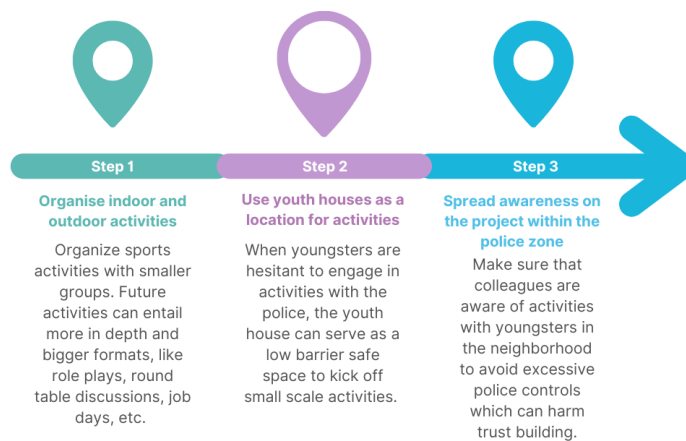 Step 1
Step 2
Step 3
Organise indoor and
outdoor activities
Organize sports
activities with smaller
groups. Future
activities can entail
more in depth and
bigger formats, like
role plays, round
table discussions, job
days, etc.
Use youth houses as a
location for activities
When youngsters are
hesitant to engage in
activities with the
police, the youth
house can serve as a
low barrier safe
space to kick off
small scale activities.
Spread awareness on
the project within the
police zone
Make sure that
colleagues are
aware of activities
with youngsters in
the neighborhood
to avoid excessive
police controls
which can harm
trust building.